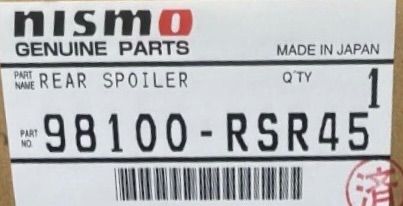 nismo
GENUINE PARTS
MADE IN JAPAN
PART NAME REAR SPOILER Q'TY 1
PART NO. 98100-RSR45
済